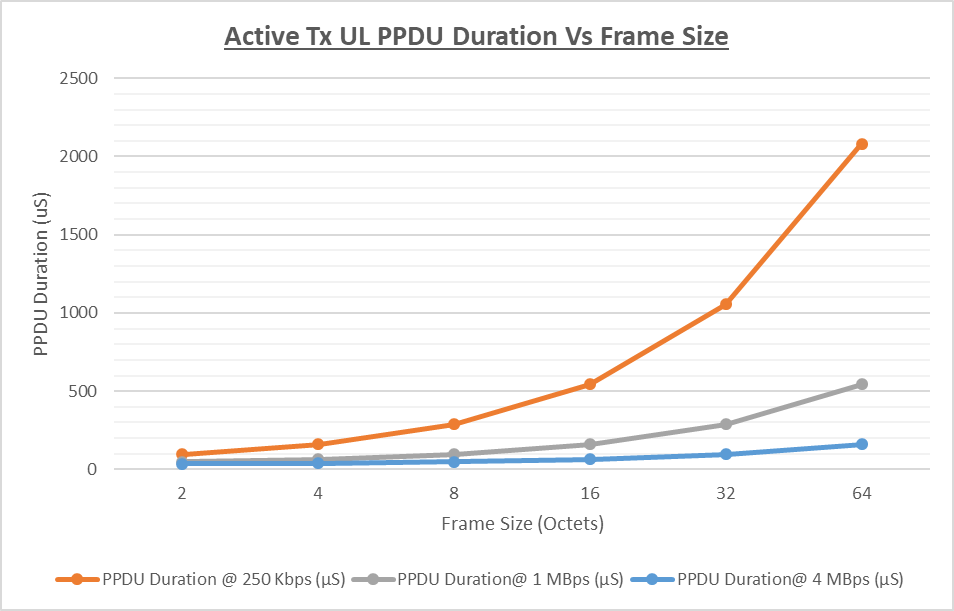 Active Tx UL PPDU Duration Vs Frame Size
2500
2000
1500
1000
500
0
PPDU Duration (uS)
2 4 8 16 32 64
Frame Size (Octets)
PPDU Duration @ 250 Kbps (µS) PPDU Duration@ 1 MBps (µS) PPDU Duration@ 4 MBps (µS)